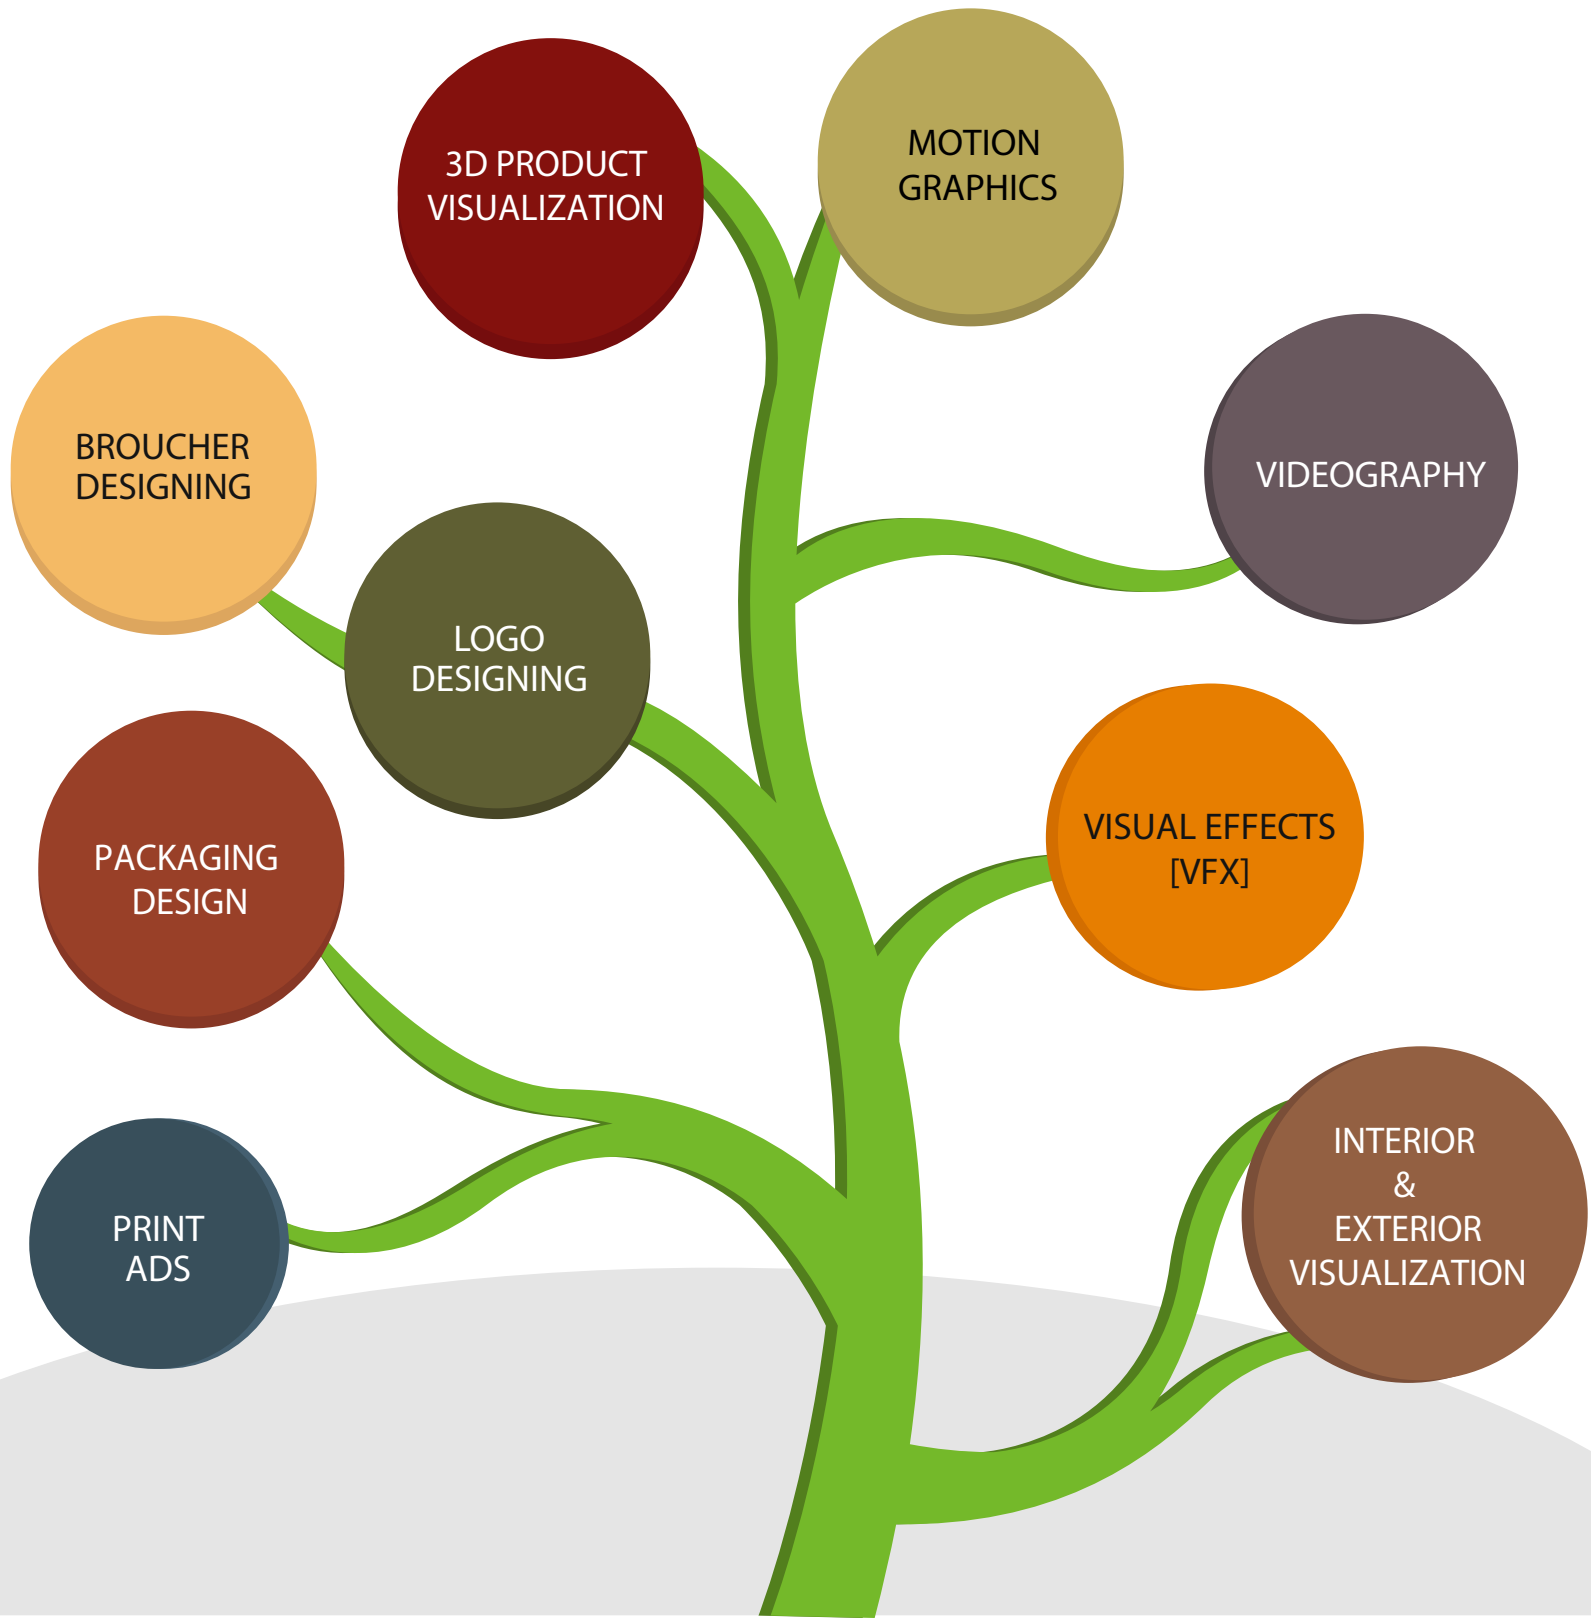 3D PRODUCT
VISUALIZATION
MOTION
GRAPHICS
BROUCHER
DESIGNING
VIDEOGRAPHY
LOGO
DESIGNING
PACKAGING
DESIGN
VISUAL EFFECTS
[VFX]
PRINT
ADS
INTERIOR
&
EXTERIOR
VISUALIZATION